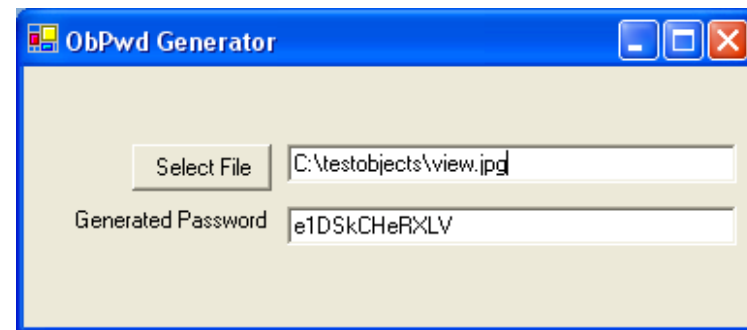 ObPwd Generator
Select File C:\testobjects\view.jpg
Generated Password e1DSkCHeRXLV